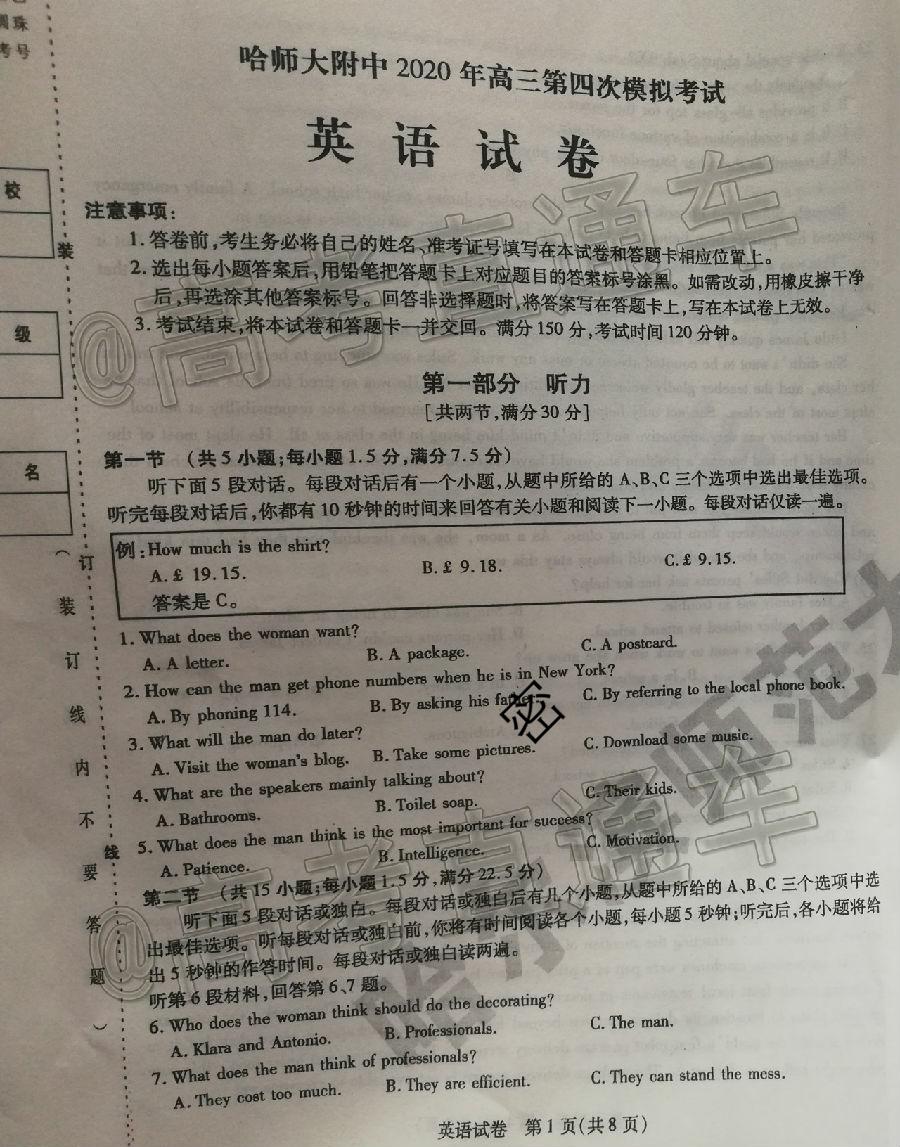 哈师大附中 2020 年高三第四次模拟考试
英 语 试 卷
注意事项：
1. 答卷前，考生务必将自己的姓名、准考证号填写在本试卷和答题卡相应位置上。
2. 选出每小题答案后，用铅笔把答题卡上对应题目的答案标号涂黑。如需改动，用橡皮擦干净
后，再选涂其他答案标号。回答非选择题时，将答案写在答题卡上，写在本试卷上无效。
3. 考试结束，将本试卷和答题卡一并交回。满分 150 分，考试时间 120 分钟。
第一部分 听力
[共两节，满分 30 分]
第一节 （共 5 小题；每小题 1.5 分，满分 7.5 分）
听下面 5 段对话。每段对话后有一个小题，从题中所给的 A、B、C 三个选项中选出最佳选项。
听完每段对话后，你都有 10 秒钟的时间来回答有关小题和阅读下一小题。每段对话仅读一遍。
例：How much is the shirt?
A. £ 19.15. B. £ 9.18. C. £ 9.15.
答案是 C。
1. What does the woman want?
A. A letter. B. A package. C. A postcard.
2. How can the man get phone numbers when he is in New York?
A. By phoning 114. B. By asking his C. By referring to the local phone book.
3. What will the man do later?
A. Visit the woman's blog. B. Take some pictures. C. Download some music.
4. What are the speakers mainly talking about?
A. Bathrooms. B. Toilet soap. C. Their kids.
5. What does the man think is the most important for success?
A. Patience. B. Intelligence. C. Motivation.
第二节 （共 15 小题；每小题 1.5 分，满分 22.5 分）
听下面 5 段对话或独白。每段对话或独白后有几个小题，从题中所给的 A、B、C 三个选项中选
出最佳选项。听每段对话或独白前，你将有时间阅读各个小题，每小题 5 秒钟；听完后，各小题将给
出 5 秒钟的作答时间。每段对话或独白读两遍。
听第 6 段材料，回答第 6、7 题。
6. Who does the woman think should do the decorating?
A. Klara and Antonio. B. Professionals. C. The man.
7. What does the man think of professionals?
A. They cost too much. B. They are efficient. C. They can stand the mess.
英语试卷 第 1 页（共 8 页）
考号
校
级
名
装
订
线
（ 装 订 线 内 不 要 答 题 ）
密
@高考直通车
@高考直通车
哈尔 师范大